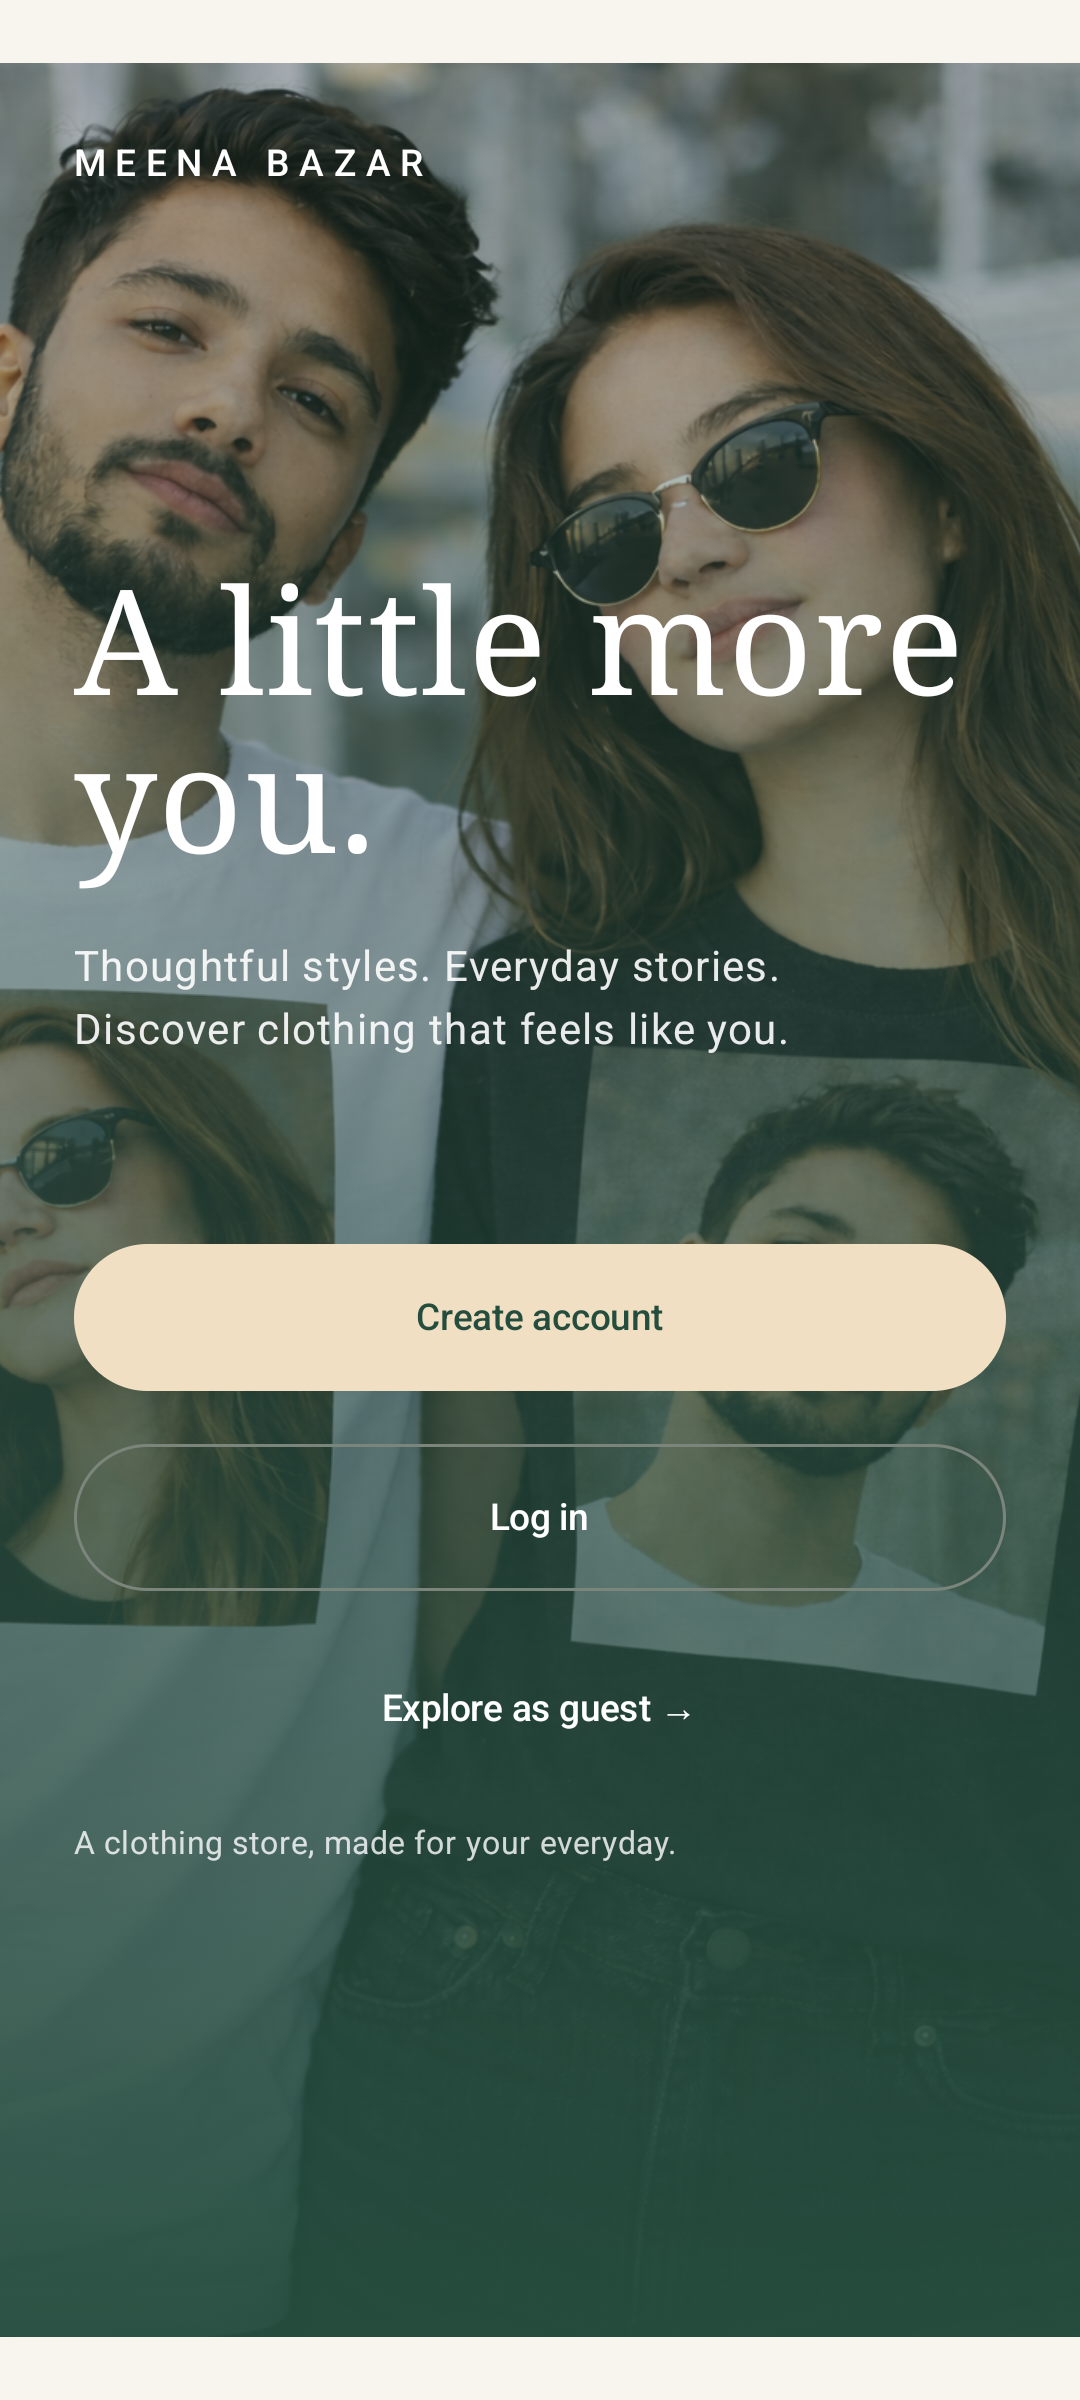 MEENA BAZAR
A little more
you.
Thoughtful styles. Everyday stories.
Discover clothing that feels like you.
Create account
Log in
Explore as guest →
A clothing store, made for your everyday.